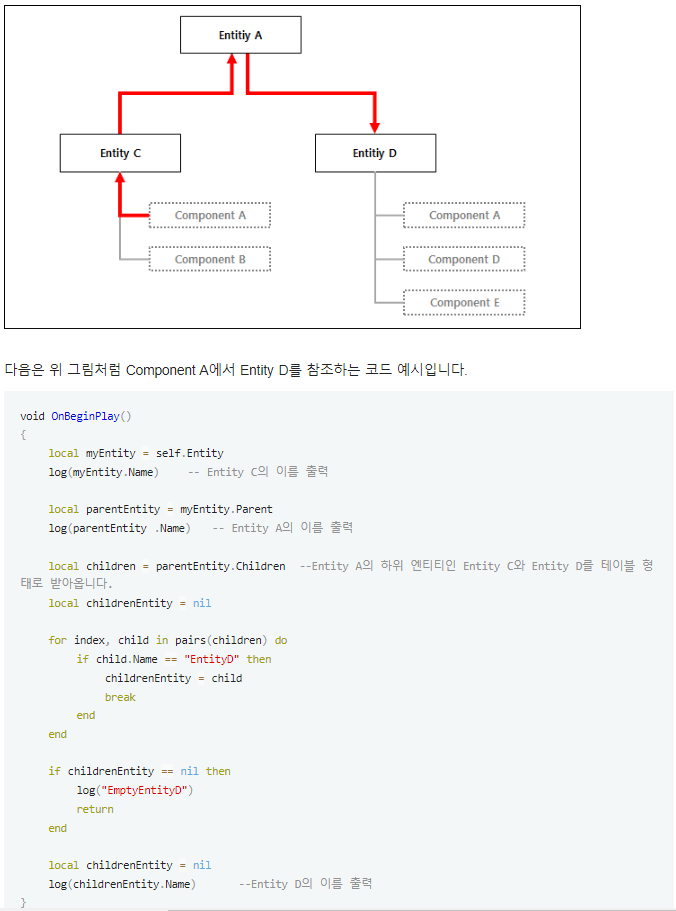 Entitiy A
Entity C
Entitiy D
Component A
Component A
Component B
Component D
Component E
다음은 위 그림처럼 Component A에서 Entity D를 참조하는 코드 예시입니다.
void OnBeginPlay()
{
    local myEntity = self.Entity
    log(myEntity.Name)    -- Entity C의 이름 출력
    local parentEntity = myEntity.Parent
    log(parentEntity .Name)   -- Entity A의 이름 출력
    local children = parentEntity.Children  --Entity A의 하위 엔티티인 Entity C와 Entity D를 테이블 형
태로 받아옵니다.
    local childrenEntity = nil
    for index, child in pairs(children) do
        if child.Name == "EntityD" then
            childrenEntity = child
            break
        end
    end
    if childrenEntity == nil then
        log("EmptyEntityD")
        return
    end
    local childrenEntity = nil
    log(childrenEntity.Name)      --Entity D의 이름 출력
}